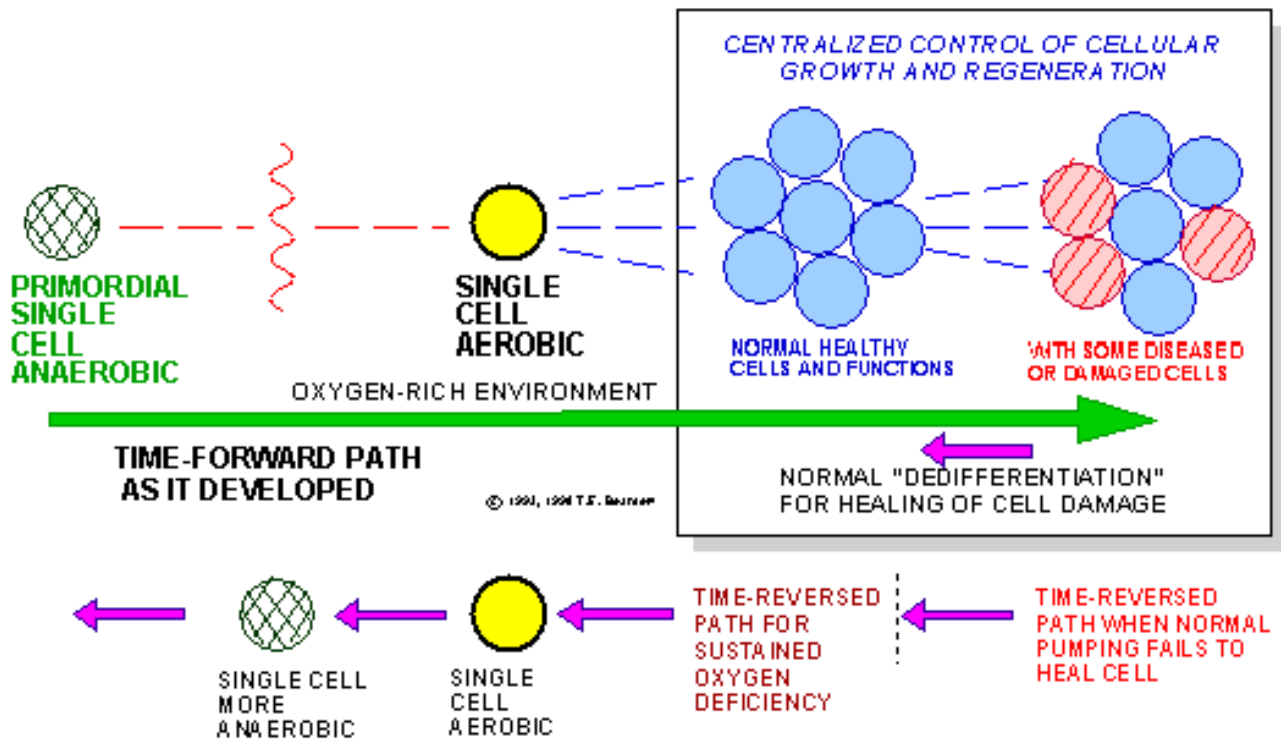 CENTRALIZED CONTROL OF CELLULAR
GROWTH AND REGENERATION
PRIMORDIAL
SINGLE
CELL
ANAEROBIC
SINGLE
CELL
AEROBIC
NORMAL HEALTHY
CELLS AND FUNCTIONS
WITH SOME DISEASED
OR DAMAGED CELLS
OXYGEN-RICH ENVIRONMENT
TIME-FORWARD PATH
AS IT DEVELOPED
©
NORMAL "DEDIFFERENTIATION"
FOR HEALING OF CELL DAMAGE
SINGLE CELL
MORE
ANAEROBIC
SINGLE
CELL
AEROBIC
TIME-REVERSED
PATH FOR
SUSTAINED
OXYGEN
DEFICIENCY
TIME-REVERSED
PATH WHEN NORMAL
PUMPING FAILS TO
HEAL CELL